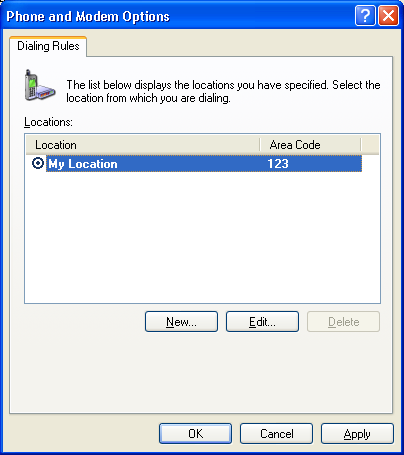 Phone and Modem Options
Dialing Rules
The list below displays the locations you have specified. Select the
location from which you are dialing.
Locations:
Location Area Code
My Location 123
New... Edit... Delete
OK Cancel Apply